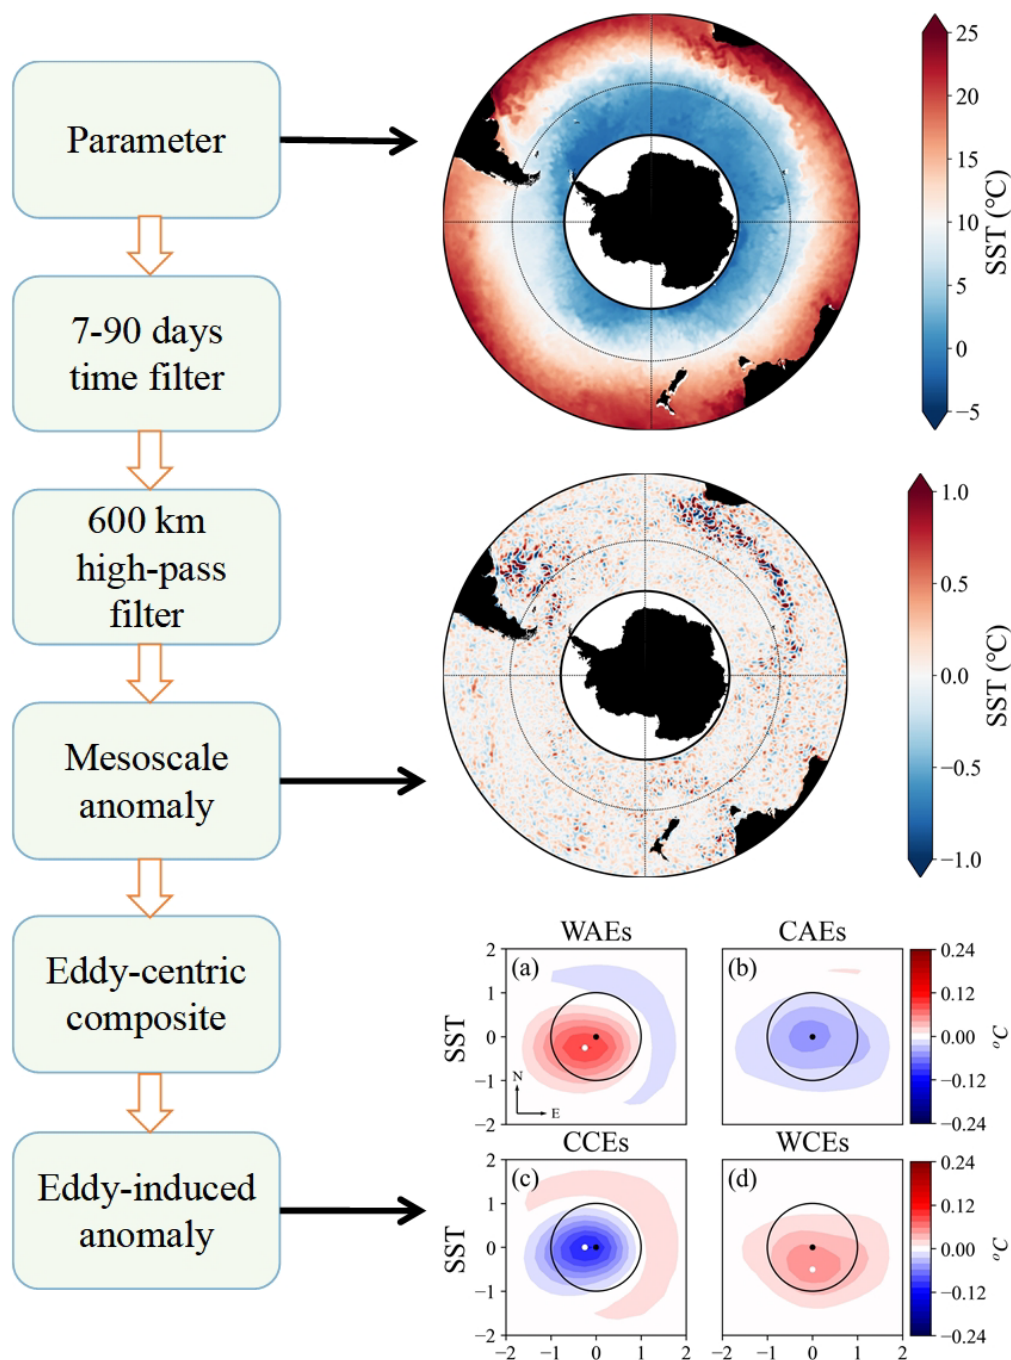 Parameter
7-90 days
time filter
600 km
high-pass
filter
Mesoscale
anomaly
Eddy-centric
composite
Eddy-induced
anomaly
25
20
15
10
5
0
−5
SST (°C)
1.0
0.5
0.0
−0.5
−1.0
SST (°C)
WAEs
CAEs
(a)
(b)
2
1
0
−1
−2
SST
N
E
0.24
0.12
0.00
−0.12
−0.24
°C
CCEs
WCEs
(c)
(d)
2
1
0
−1
−2
SST
−2 −1 0 1 2
−2 −1 0 1 2
0.24
0.12
0.00
−0.12
−0.24
°C